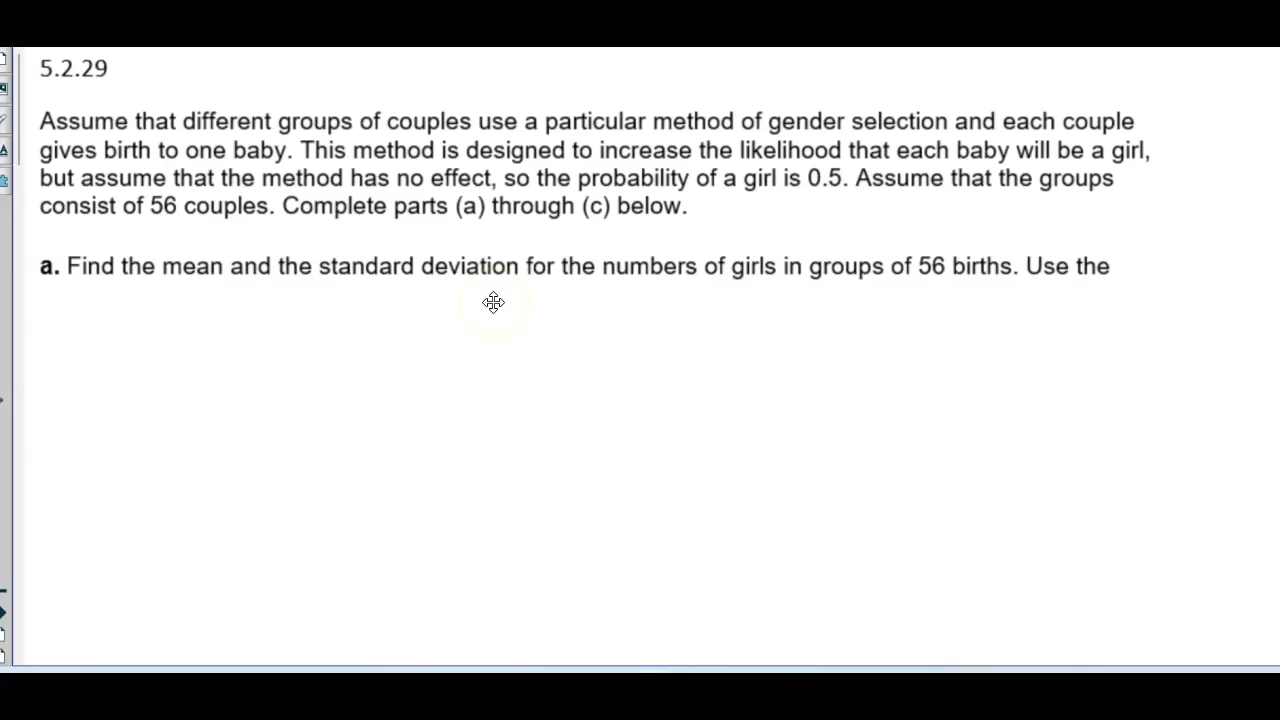 5.2.29
Assume that different groups of couples use a particular method of gender selection and each couple
gives birth to one baby. This method is designed to increase the likelihood that each baby will be a girl,
but assume that the method has no effect, so the probability of a girl is 0.5. Assume that the groups
consist of 56 couples. Complete parts (a) through (c) below.
a. Find the mean and the standard deviation for the numbers of girls in groups of 56 births. Use the